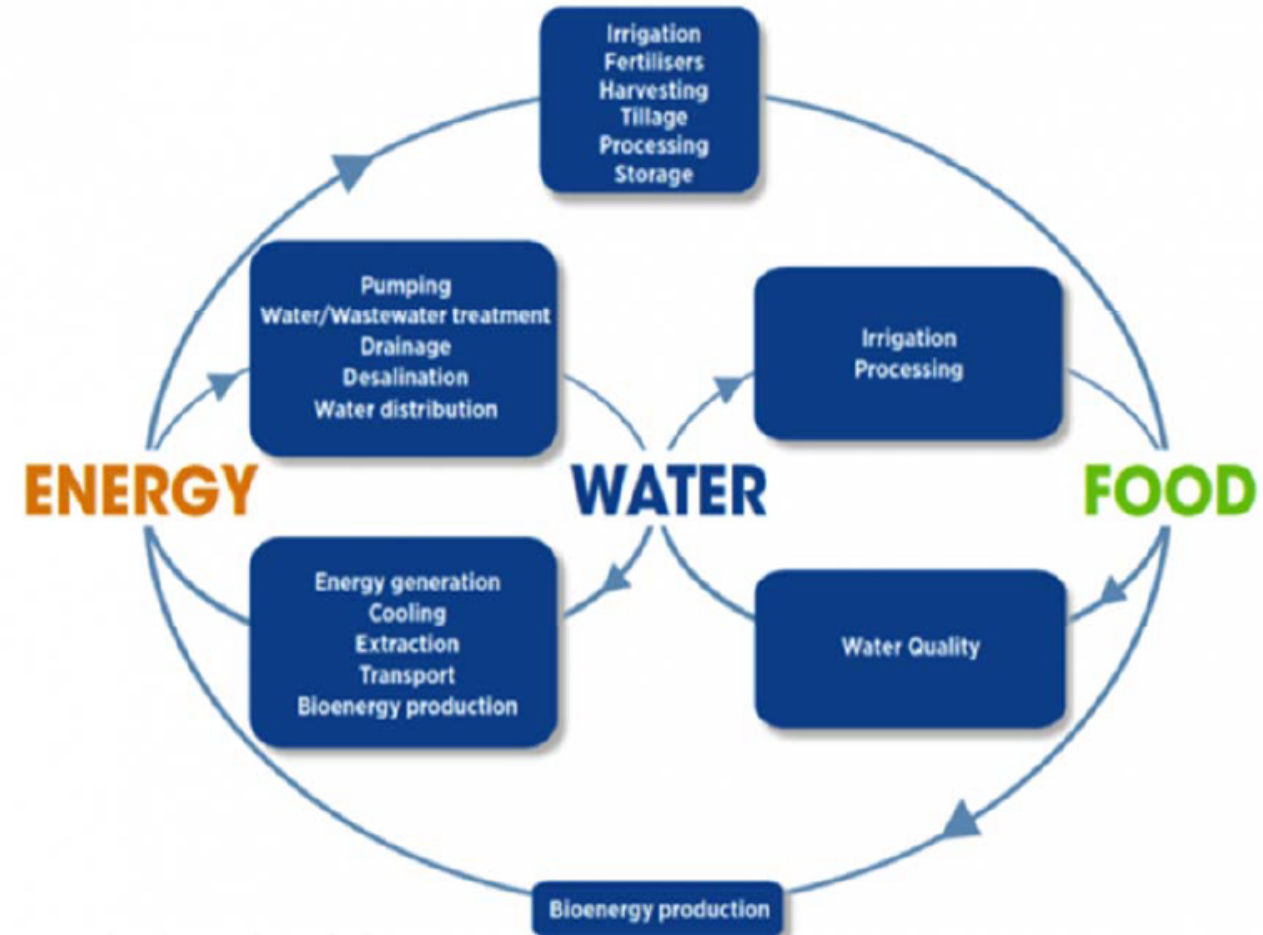 Irrigation
Fertilisers
Harvesting
Tillage
Processing
Storage
Pumping
Water/Wastewater treatment
Drainage
Desalination
Water distribution
Irrigation
Processing
ENERGY
WATER
FOOD
Energy generation
Cooling
Extraction
Transport
Bioenergy production
Water Quality
Bioenergy production